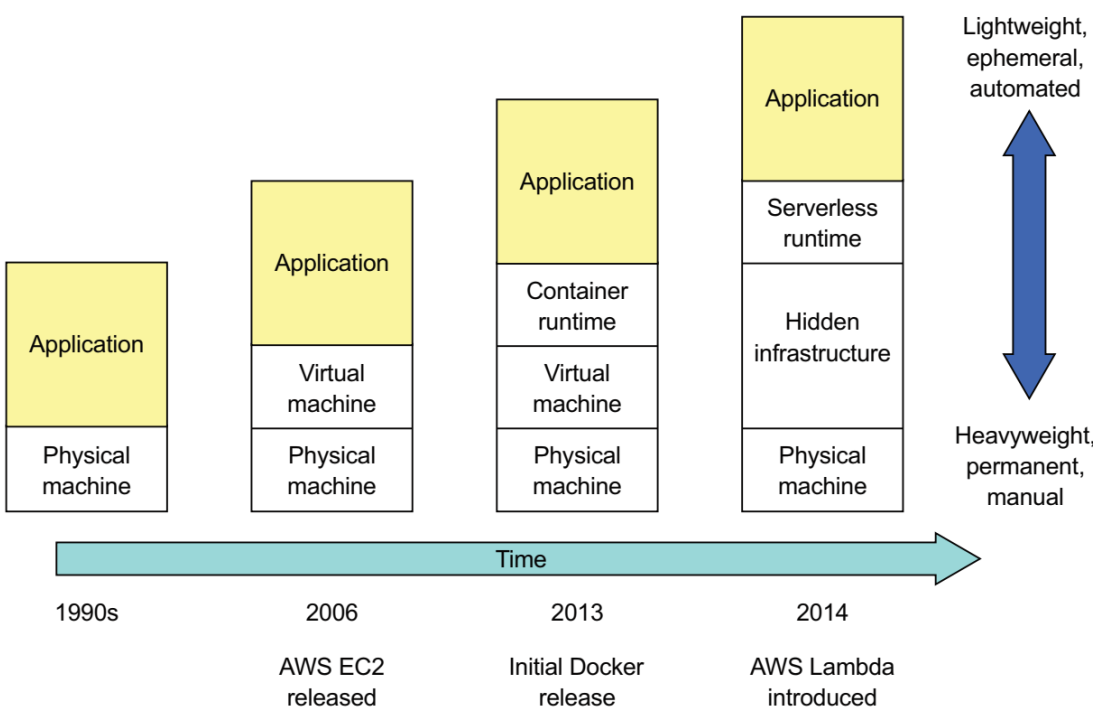 Application
Physical
machine
Application
Virtual
machine
Physical
machine
Application
Container
runtime
Virtual
machine
Physical
machine
Application
Serverless
runtime
Hidden
infrastructure
Physical
machine
Lightweight,
ephemeral,
automated
Heavyweight,
permanent,
manual
Time
1990s
2006
AWS EC2
released
2013
Initial Docker
release
2014
AWS Lambda
introduced